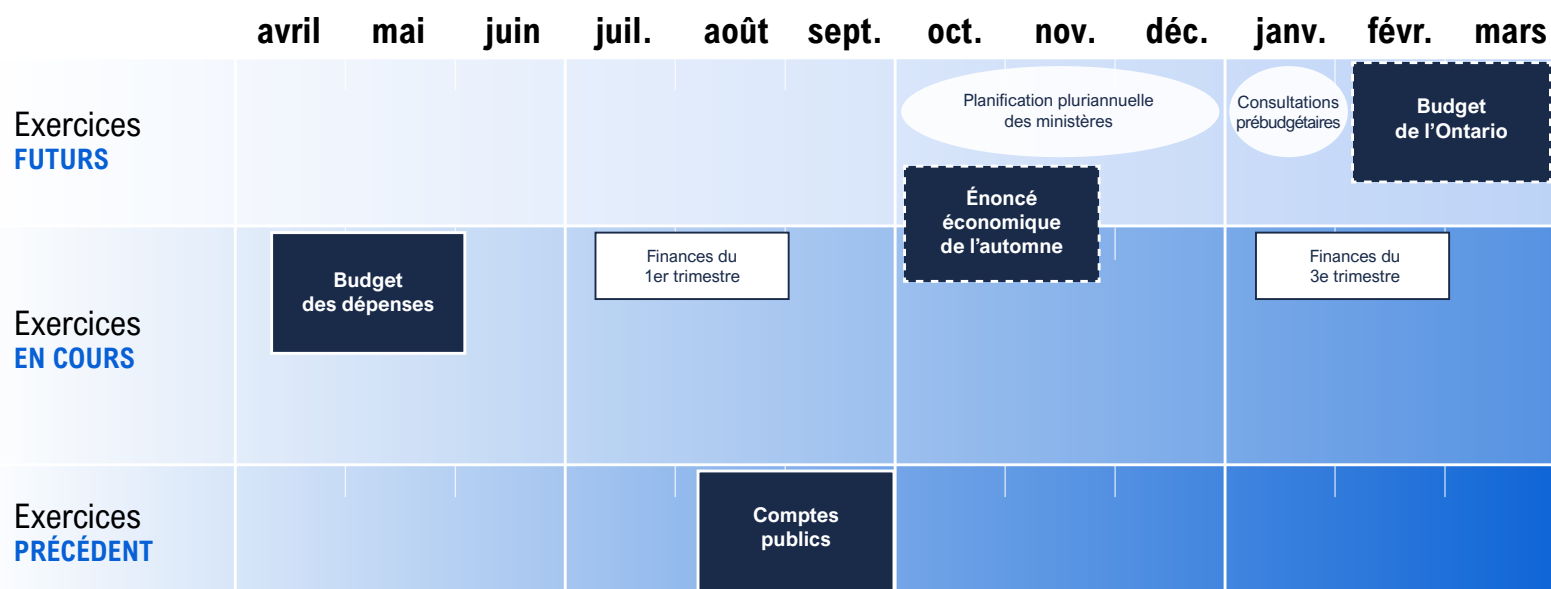 avril mai juin juil. août sept. oct. nov. déc. janv. févr. mars
Exercices
FUTURS
Planification pluriannuelle
des ministères
Consultations
prébudgétaires
Budget
de l’Ontario
Énoncé
économique
de l’automne
Exercices
EN COURS
Budget
des dépenses
Finances du
1er trimestre
Finances du
3e trimestre
Exercices
PRÉCÉDENT
Comptes
publics